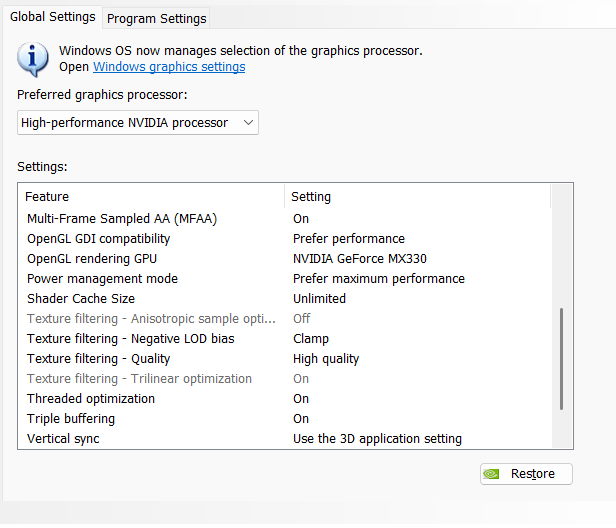 Global Settings Program Settings
Windows OS now manages selection of the graphics processor.
Open Windows graphics settings
Preferred graphics processor:
High-performance NVIDIA processor
Settings:
Feature Setting
Multi-Frame Sampled AA (MFAA) On
OpenGL GDI compatibility Prefer performance
OpenGL rendering GPU NVIDIA GeForce MX330
Power management mode Prefer maximum performance
Shader Cache Size Unlimited
Texture filtering - Anisotropic sample opti... Off
Texture filtering - Negative LOD bias Clamp
Texture filtering - Quality High quality
Texture filtering - Trilinear optimization On
Threaded optimization On
Triple buffering On
Vertical sync Use the 3D application setting
Restore